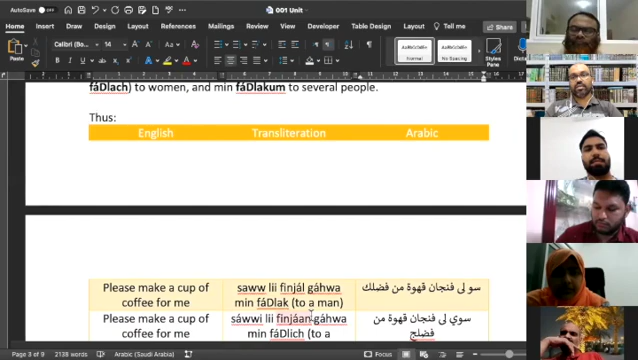 AutoSave OFF
001 Unit
Home Insert Draw Design Layout References Mailings Review View Developer Table Design Layout Tell me
Paste Calibri (Bo... 14
Normal No Spacing Styles Pane
fáDlach) to women, and min fáDlakum to several people.
Thus:
English Transliteration Arabic
Please make a cup of coffee for me
saww lii finjál gáhwa
min fáDlak (to a man)
سو لى فنجان قهوة من فضلك
Please make a cup of coffee for me
sáwwi lii finjáan gáhwa
min fáDlich (to a
سوي لى فنجان قهوة من
فضلج
Page 3 of 9 2138 words Arabic (Saudi Arabia) Focus